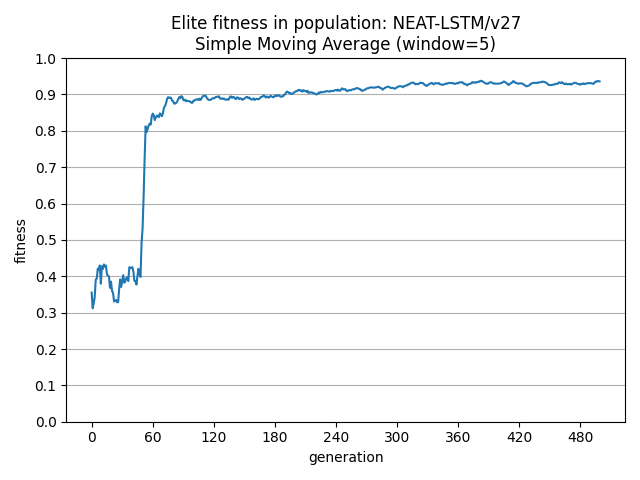 Elite fitness in population: NEAT-LSTM/v27
Simple Moving Average (window=5)
1.0
0.9
0.8
0.7
0.6
0.5
0.4
0.3
0.2
0.1
0.0
fitness
0 60 120 180 240 300 360 420 480
generation